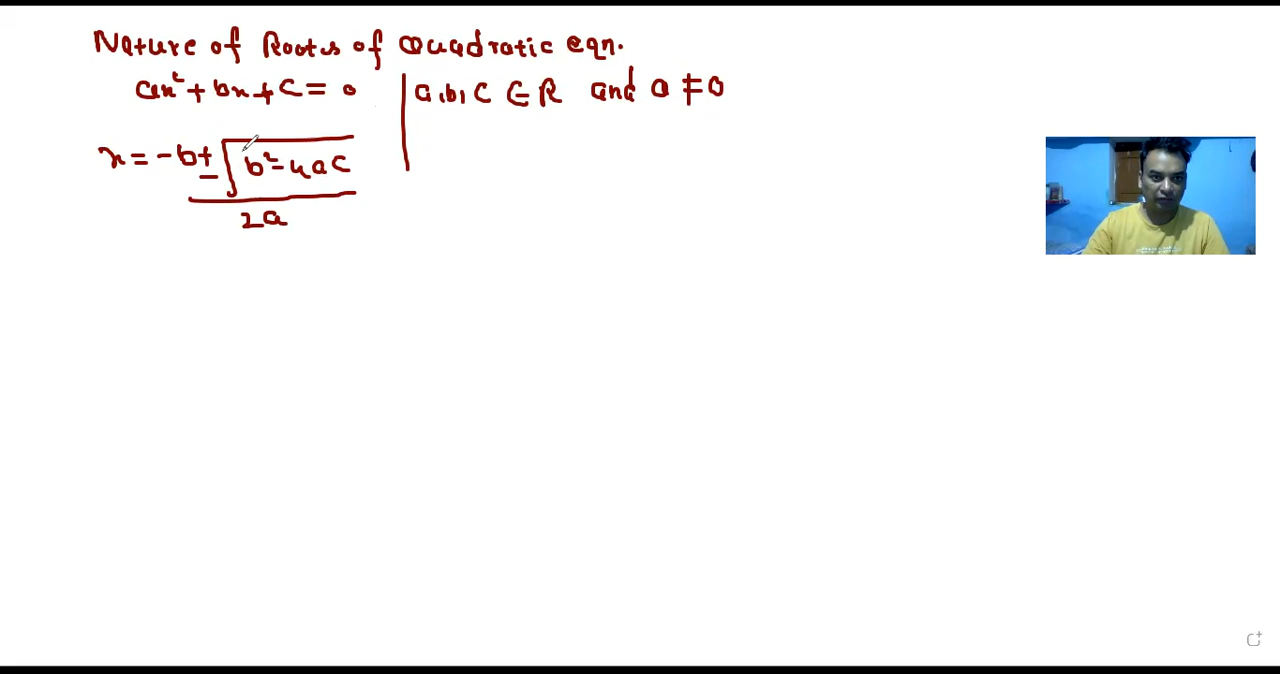 Nature of Roots of quadratic eqn.
ax²+bx+c=0 | a,b,c ∈ R and a ≠ 0
x = -b ± √b²-4ac
2a